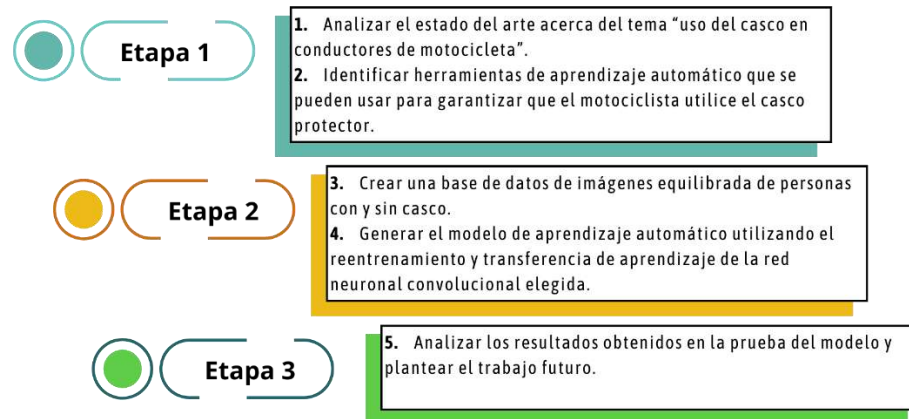 Etapa 1
1. Analizar el estado del arte acerca del tema “uso del casco en
conductores de motocicleta”.
2. Identificar herramientas de aprendizaje automático que se
pueden usar para garantizar que el motociclista utilice el casco
protector.
Etapa 2
3. Crear una base de datos de imágenes equilibrada de personas
con y sin casco.
4. Generar el modelo de aprendizaje automático utilizando el
reentrenamiento y transferencia de aprendizaje de la red
neuronal convolucional elegida.
Etapa 3
5. Analizar los resultados obtenidos en la prueba del modelo y
plantear el trabajo futuro.